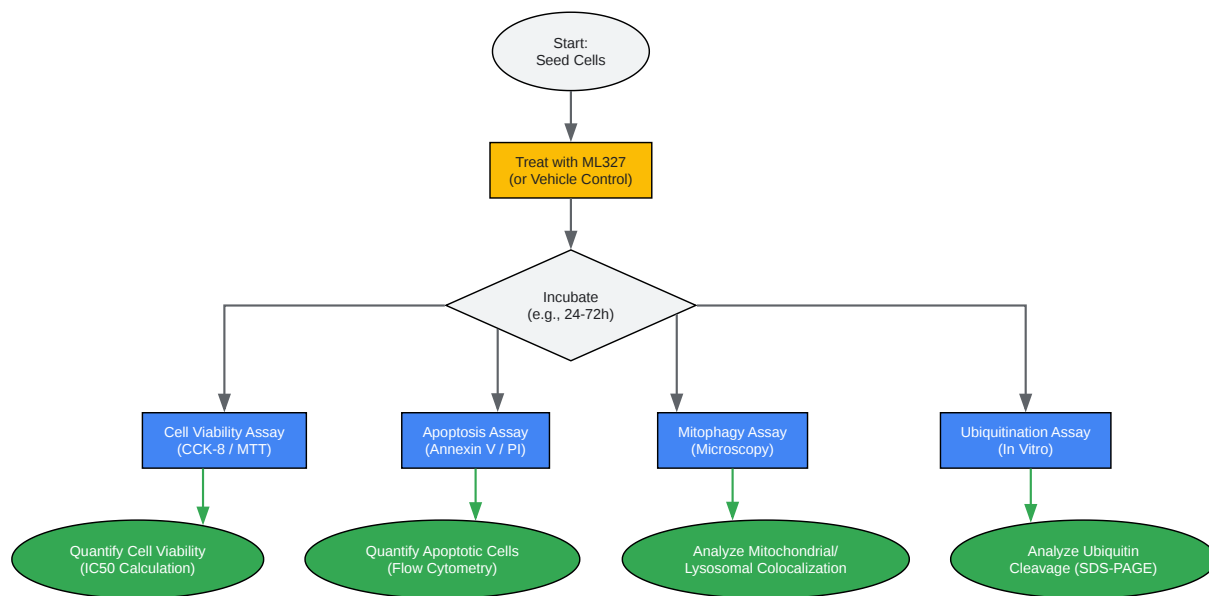 Start:
Seed Cells
Treat with ML327
(or Vehicle Control)
Incubate
(e.g., 24-72h)
Cell Viability Assay
(CCK-8 / MTT)
Apoptosis Assay
(Annexin V / PI)
Mitophagy Assay
(Microscopy)
Ubiquitination Assay
(In Vitro)
Quantify Cell Viability
(IC50 Calculation)
Quantify Apoptotic Cells
(Flow Cytometry)
Analyze Mitochondrial/
Lysosomal Colocalization
Analyze Ubiquitin
Cleavage (SDS-PAGE)